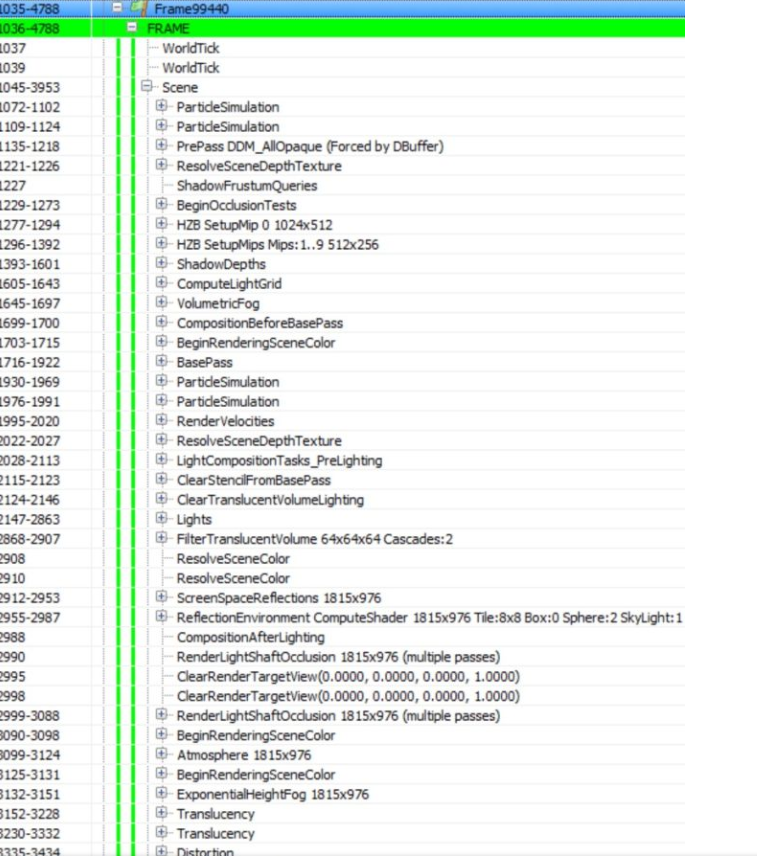 1035-4788 Frame99440
1036-4788 FRAME
1037 WorldTick
1039 WorldTick
1045-3953 Scene
1072-1102 ParticleSimulation
1109-1124 ParticleSimulation
1135-1218 PrePass DDM_AllOpaque (Forced by DBuffer)
1221-1226 ResolveSceneDepthTexture
1227 ShadowFrustumQueries
1229-1273 BeginOcclusionTests
1277-1294 HZB SetupMip 0 1024x512
1296-1392 HZB SetupMips Mips:1..9 512x256
1393-1601 ShadowDepths
1605-1643 ComputeLightGrid
1645-1697 VolumetricFog
1699-1700 CompositionBeforeBasePass
1703-1715 BeginRenderingSceneColor
1716-1922 BasePass
1930-1969 ParticleSimulation
1976-1991 ParticleSimulation
1995-2020 RenderVelocities
2022-2027 ResolveSceneDepthTexture
2028-2113 LightCompositionTasks_PreLighting
2115-2123 ClearStencilFromBasePass
2124-2146 ClearTranslucentVolumeLighting
2147-2863 Lights
2868-2907 FilterTranslucentVolume 64x64x64 Cascades:2
2908 ResolveSceneColor
2910 ResolveSceneColor
2912-2953 ScreenSpaceReflections 1815x976
2955-2987 ReflectionEnvironment ComputeShader 1815x976 Tile:8x8 Box:0 Sphere:2 SkyLight:1
2988 CompositionAfterLighting
2990 RenderLightShaftOcclusion 1815x976 (multiple passes)
2995 ClearRenderTargetView(0.0000, 0.0000, 0.0000, 1.0000)
2998 ClearRenderTargetView(0.0000, 0.0000, 0.0000, 1.0000)
2999-3088 RenderLightShaftOcclusion 1815x976 (multiple passes)
3090-3098 BeginRenderingSceneColor
3099-3124 Atmosphere 1815x976
3125-3131 BeginRenderingSceneColor
3132-3151 ExponentialHeightFog 1815x976
3152-3228 Translucency
3230-3332 Translucency
3335-3434 Distortion